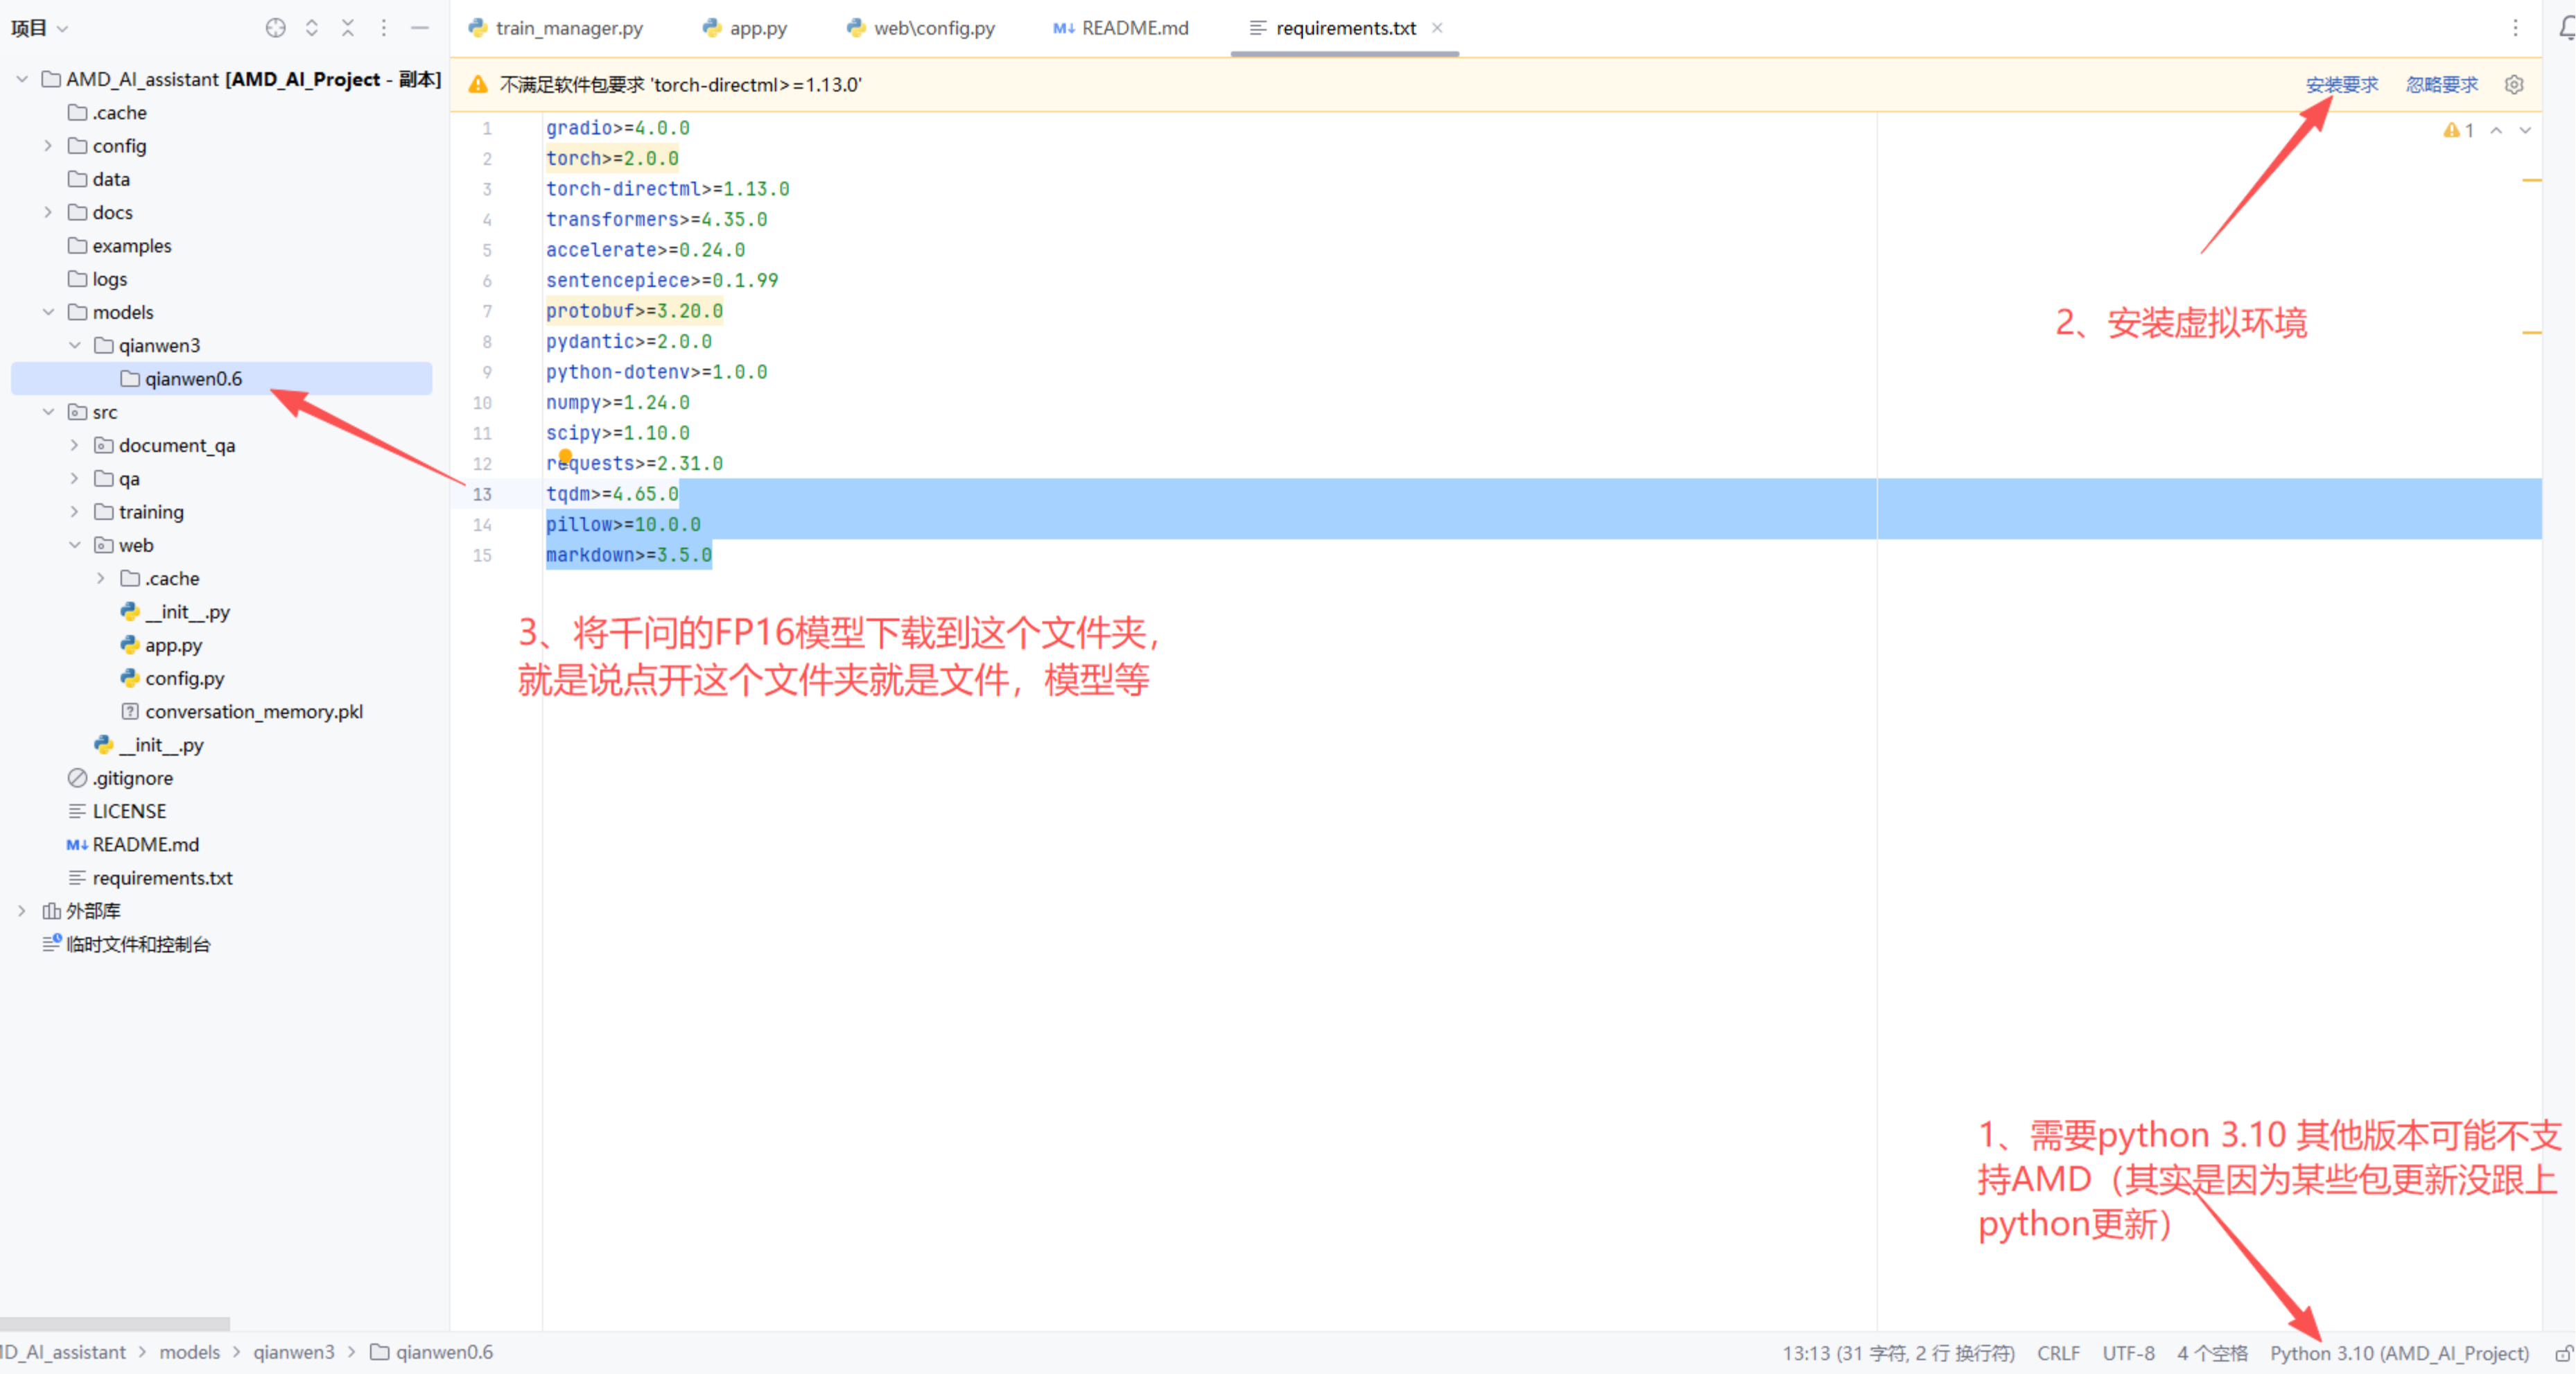 项目
train_manager.py
app.py
web\config.py
M↓ README.md
requirements.txt
AMD_AI_assistant [AMD_AI_Project - 副本]
.cache
config
data
docs
examples
logs
models
qianwen3
qianwen0.6
src
document_qa
qa
training
web
.cache
__init__.py
app.py
config.py
conversation_memory.pkl
__init__.py
.gitignore
LICENSE
M↓ README.md
requirements.txt
外部库
临时文件和控制台
不满足软件包要求 'torch-directml>=1.13.0'
安装要求 忽略要求
1
1 gradio>=4.0.0
2 torch>=2.0.0
3 torch-directml>=1.13.0
4 transformers>=4.35.0
5 accelerate>=0.24.0
6 sentencepiece>=0.1.99
7 protobuf>=3.20.0
8 pydantic>=2.0.0
9 python-dotenv>=1.0.0
10 numpy>=1.24.0
11 scipy>=1.10.0
12 requests>=2.31.0
13 tqdm>=4.65.0
14 pillow>=10.0.0
15 markdown>=3.5.0
2、安装虚拟环境
3、将千问的FP16模型下载到这个文件夹，
就是说点开这个文件夹就是文件，模型等
1、需要python 3.10 其他版本可能不支
持AMD（其实是因为某些包更新没跟上
python更新）
MD_AI_assistant > models > qianwen3 > qianwen0.6
13:13 (31 字符, 2 行 换行符) CRLF UTF-8 4 个空格 Python 3.10 (AMD_AI_Project)